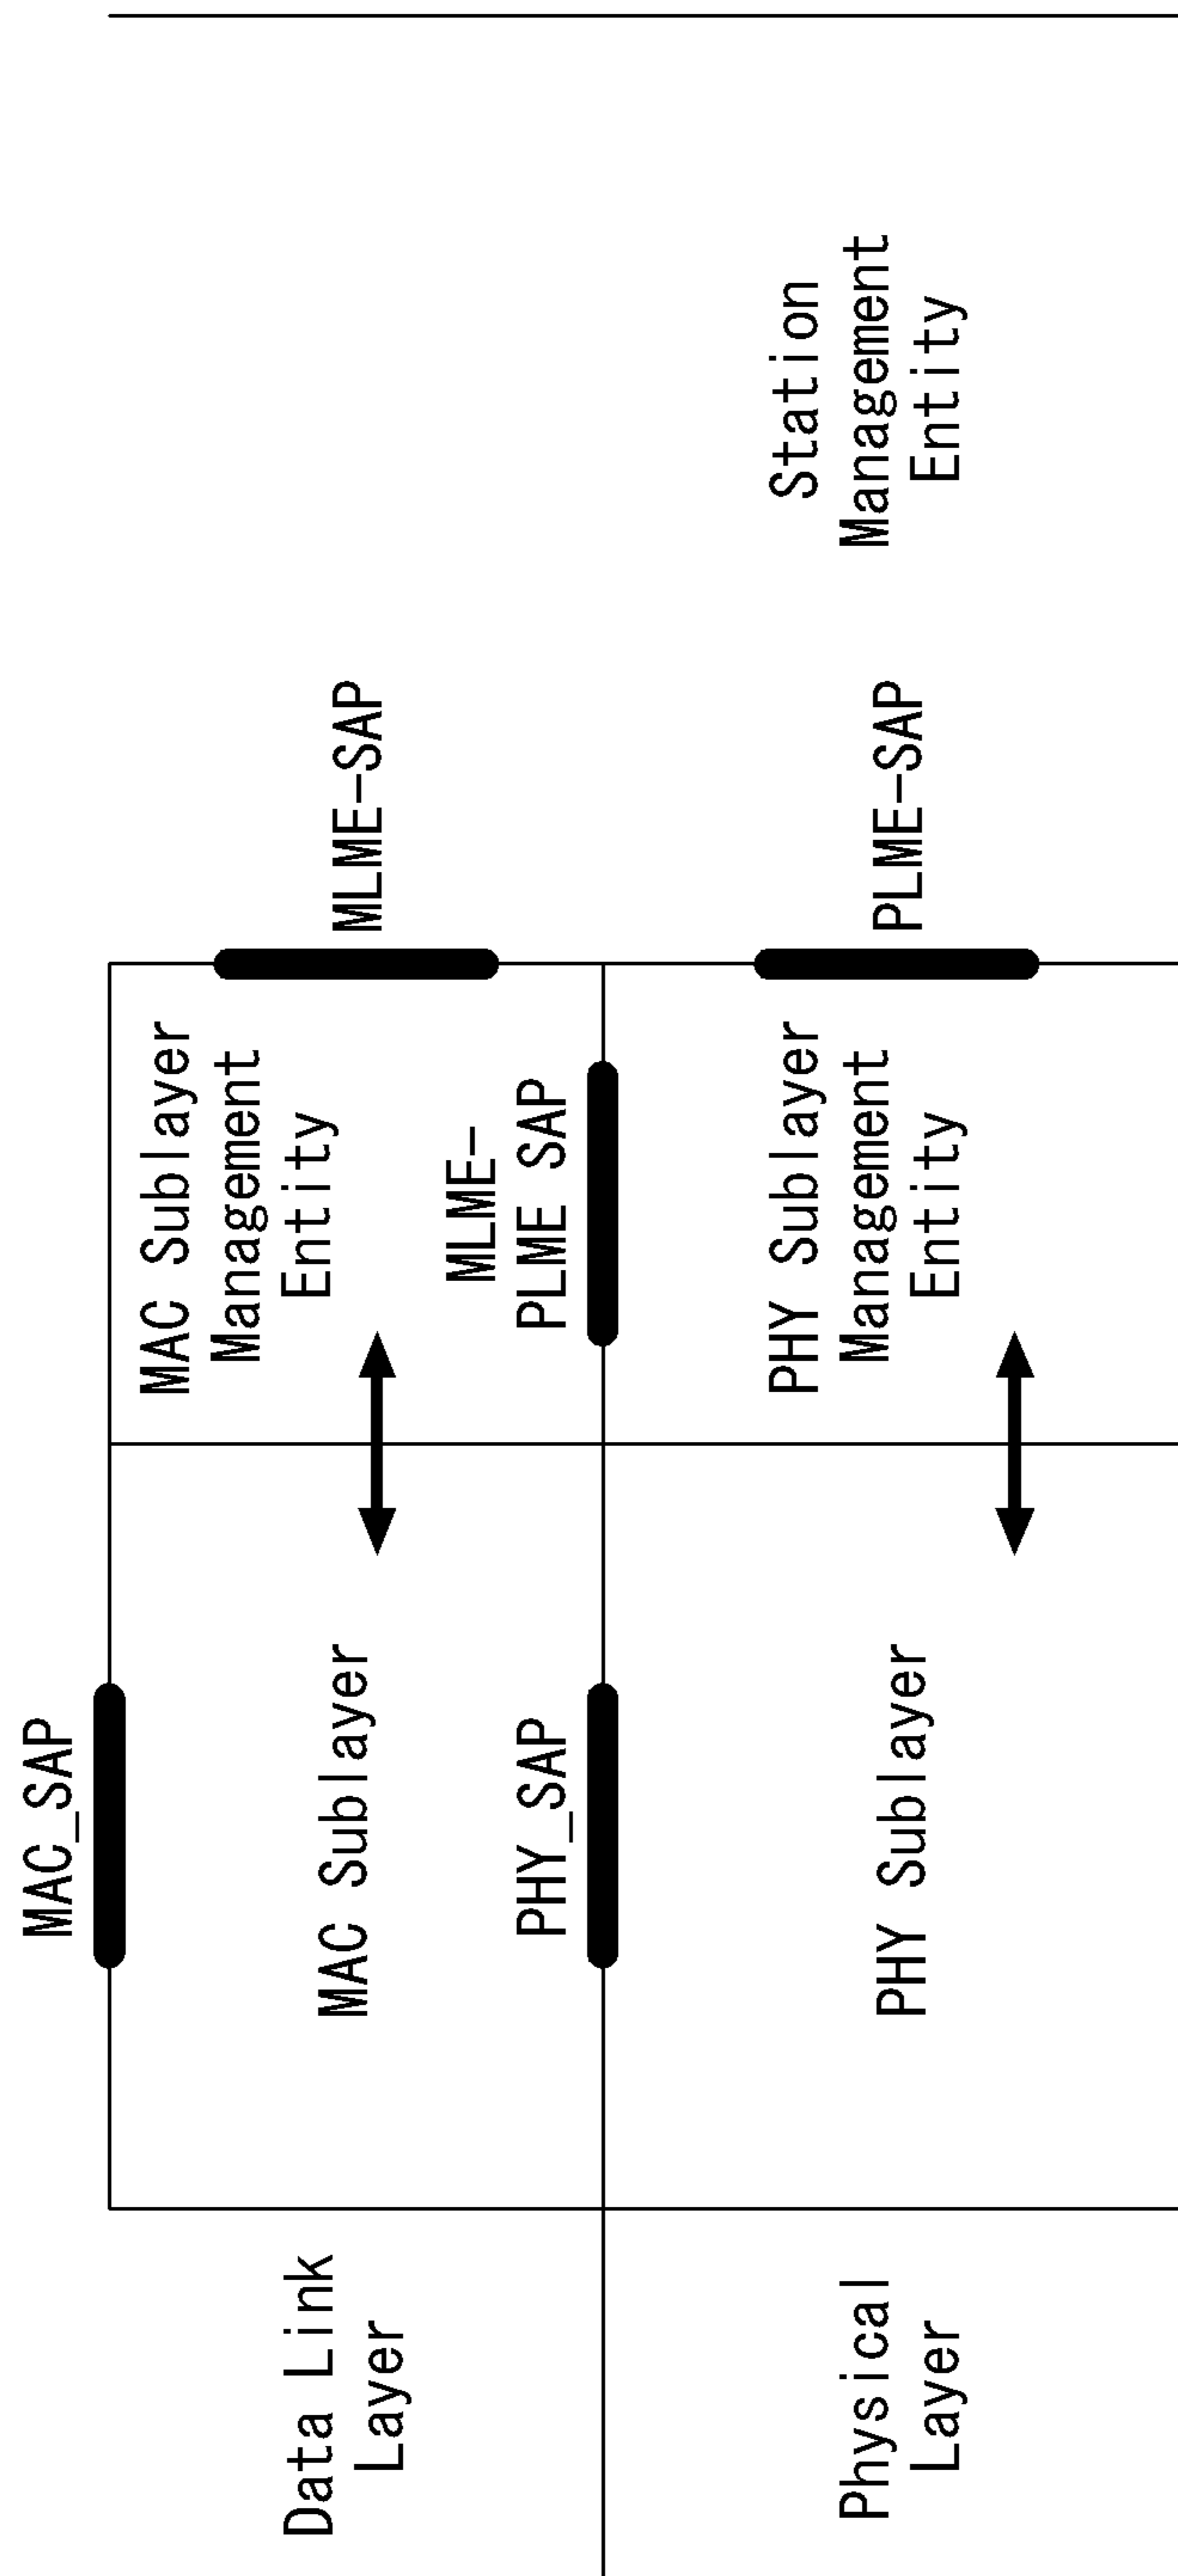 MAC_SAP
Data Link
Layer
MAC Sublayer
MAC Sublayer
Management
Entity
MLME-SAP
PHY_SAP
MLME-
PLME SAP
Physical
Layer
PHY Sublayer
PHY Sublayer
Management
Entity
PLME-SAP
Station
Management
Entity